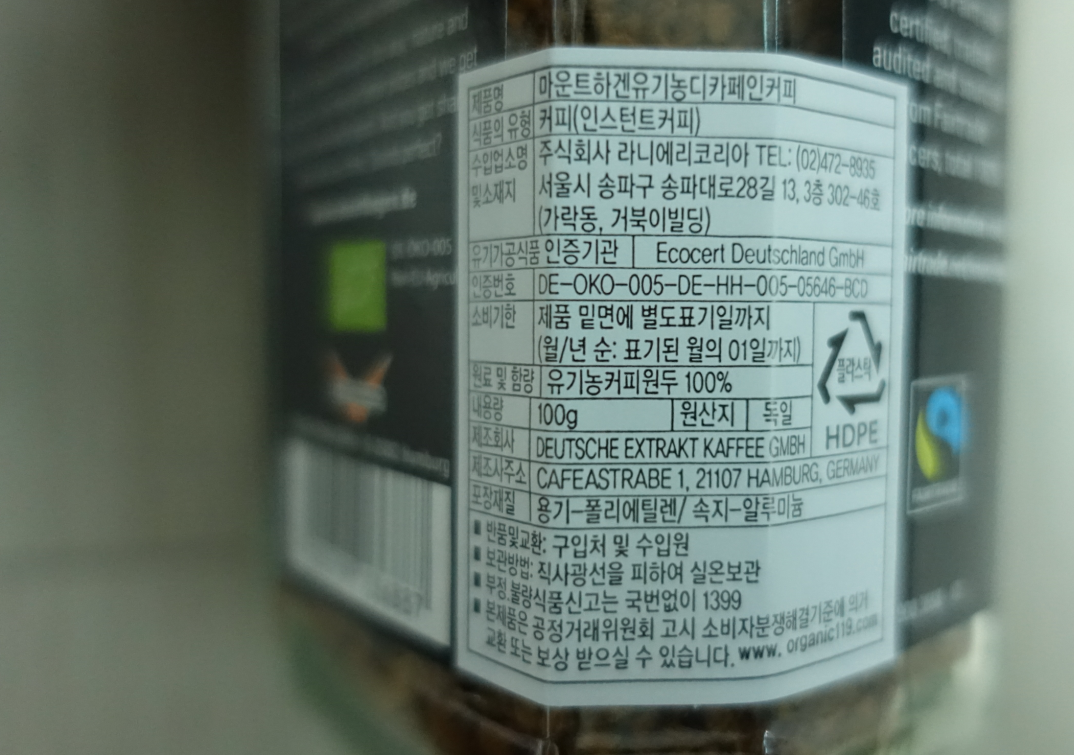 certified
audited
and we get
제품명 마운트하겐유기농디카페인커피
식품의 유형 커피(인스턴트커피)
수입업소명 및소재지 주식회사 라니에리코리아 TEL: (02)472-8935
서울시 송파구 송파대로28길 13, 3층 302-46호
(가락동, 거북이빌딩)
유기가공식품 인증기관 Ecocert Deutschland GmbH
인증번호 DE-OKO-005-DE-HH-005-05646-BCD
소비기한 제품 밑면에 별도표기일까지
(월/년 순: 표기된 월의 01일까지)
플라스틱
HDPE
원료 및 함량 유기농커피원두 100%
내용량 100g 원산지 독일
제조회사 DEUTSCHE EXTRAKT KAFFEE GMBH
제조사주소 CAFEASTRABE 1, 21107 HAMBURG, GERMANY
포장재질 용기-폴리에틸렌/ 속지-알루미늄
■ 반품및교환: 구입처 및 수입원
■ 보관방법: 직사광선을 피하여 실온보관
■ 부정.불량식품신고는 국번없이 1399
■ 본제품은 공정거래위원회 고시 소비자분쟁해결기준에 의거
교환 또는 보상 받으실 수 있습니다. www. organic119.com